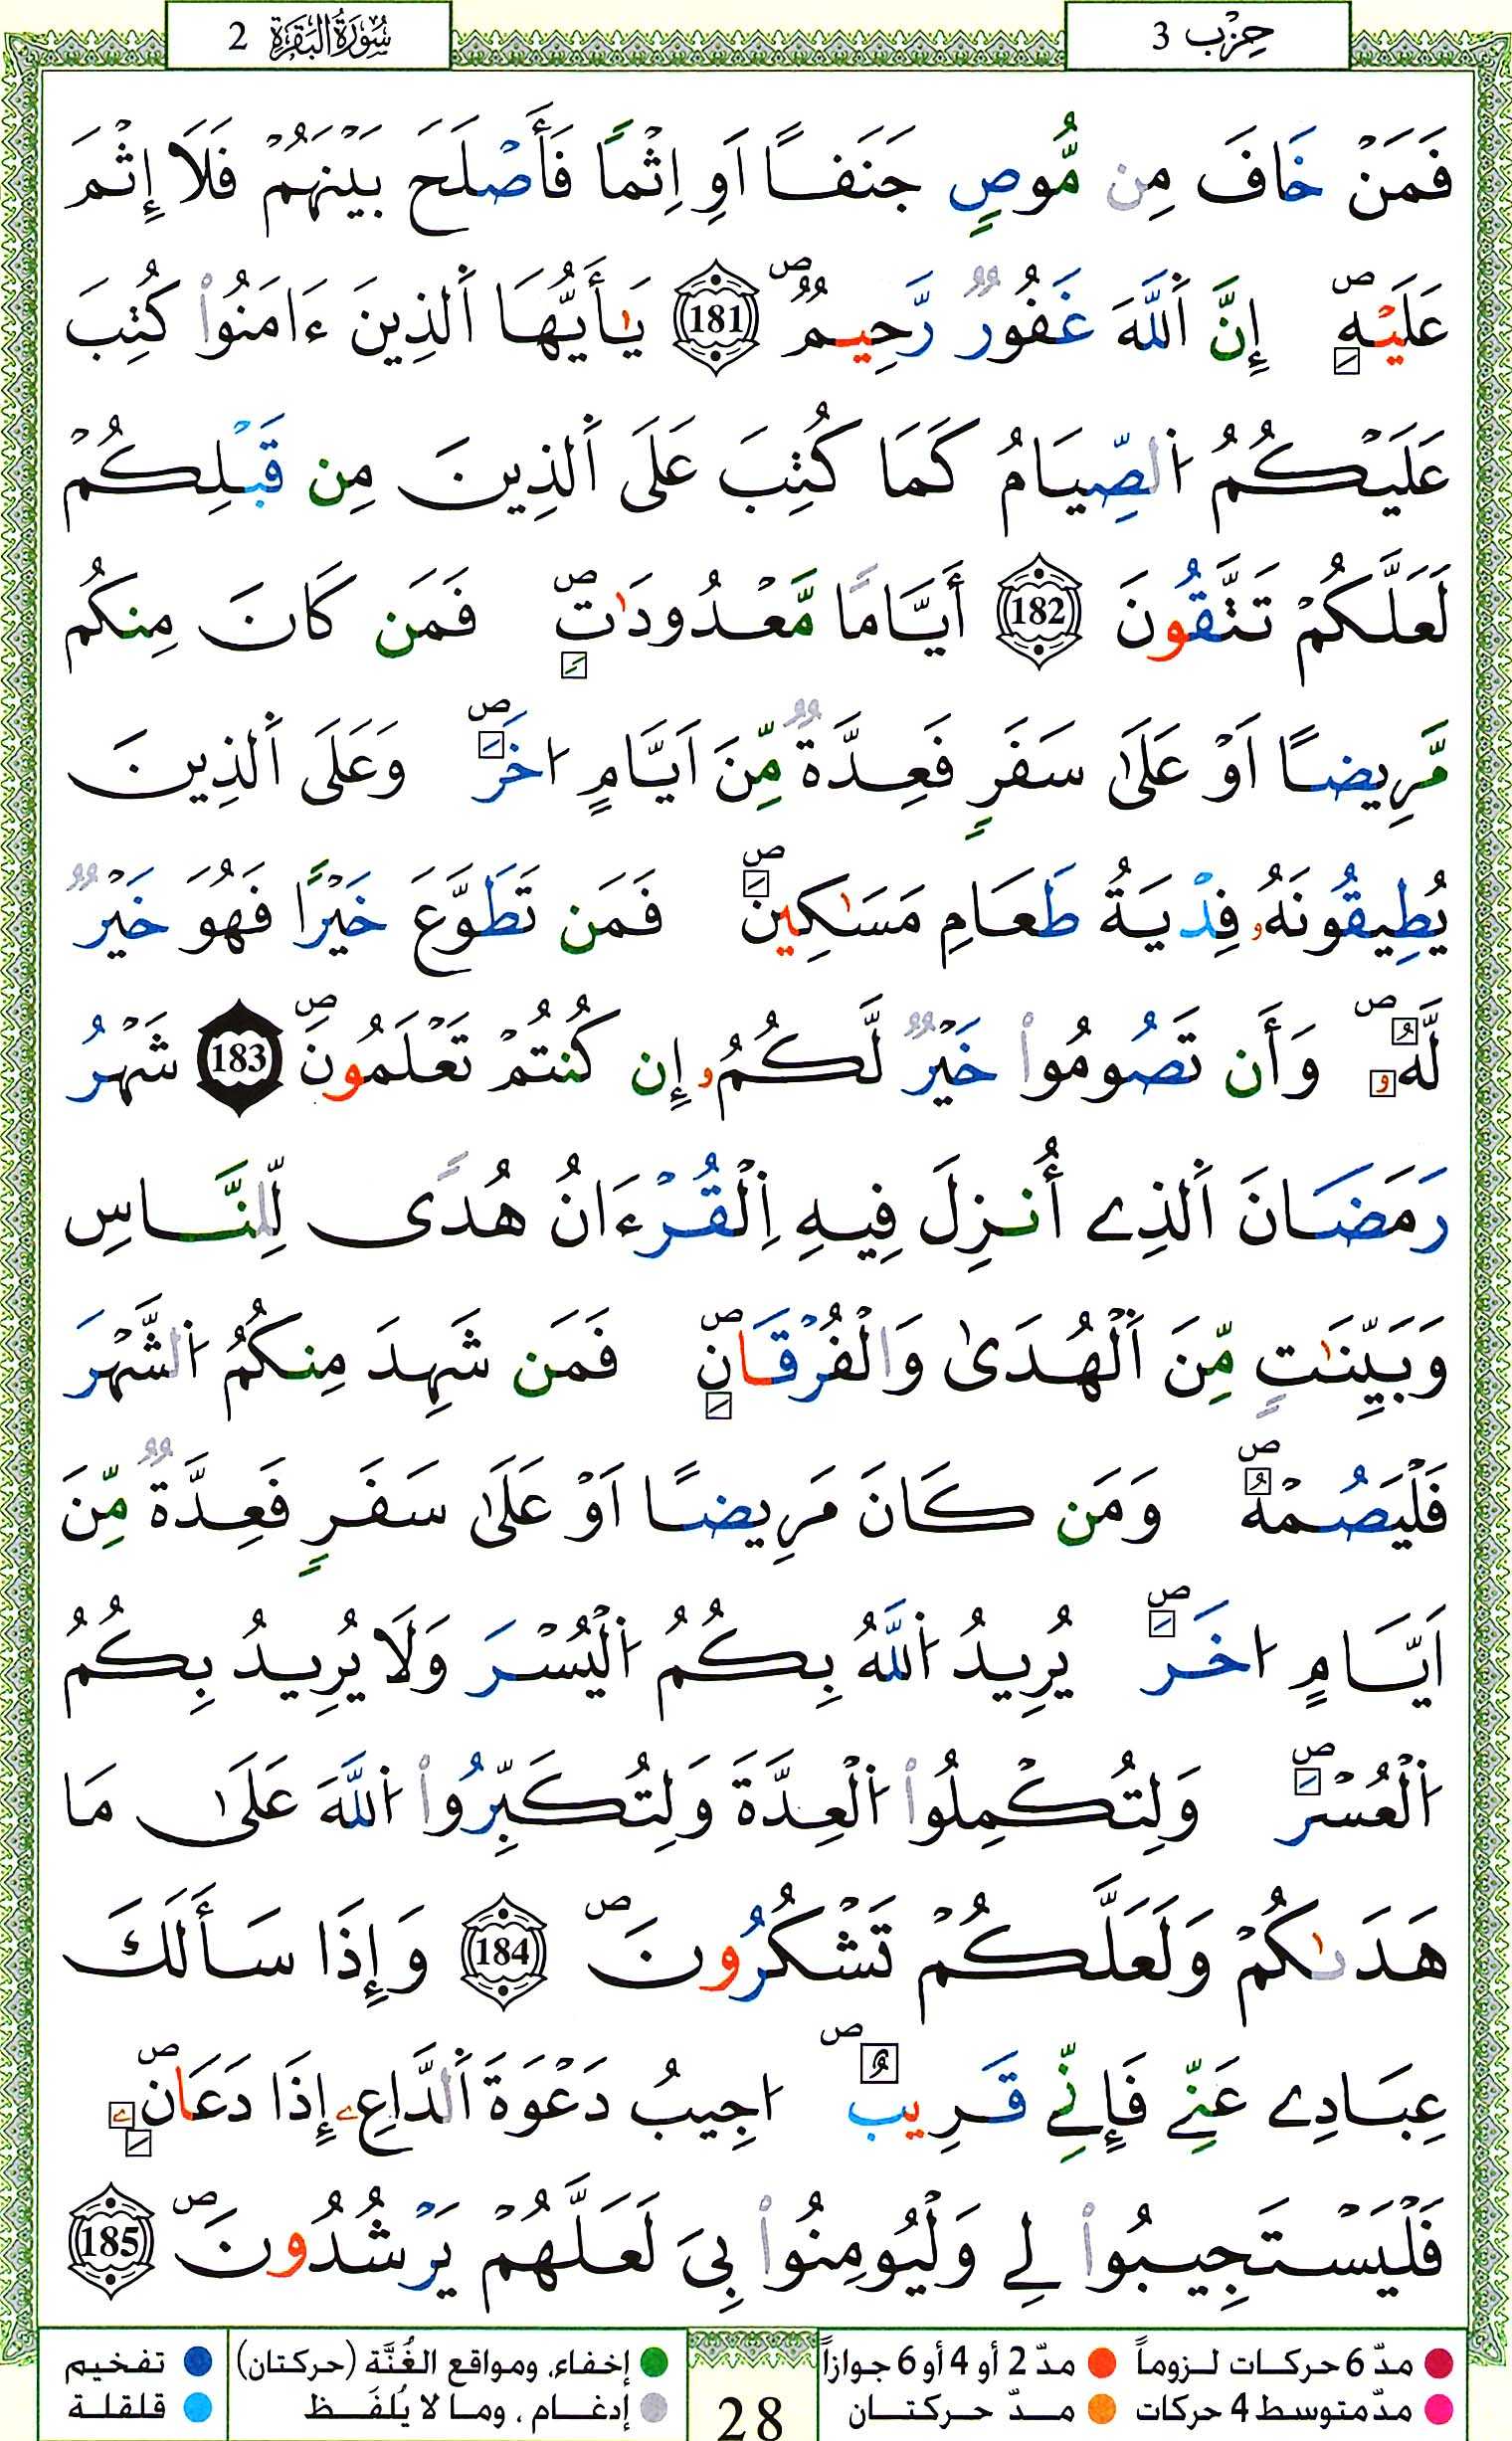 حِزْب 3
سُورَةُ الْبَقَرَةِ 2
فَمَنْ خَافَ مِن مُّوصٍ جَنَفًا اَوِ اِثْمًا فَأَصْلَحَ بَيْنَهُمْ فَلَا إِثْمَ
عَلَيْهِ ۖ إِنَّ اَ۬للَّهَ غَفُورٌ رَّحِيمٌ ۖ 181 يَٰأَيُّهَا اَ۬لذِينَ ءَامَنُواْ كُتِبَ
عَلَيْكُمُ اُ۬لصِّيَامُ كَمَا كُتِبَ عَلَى اَ۬لذِينَ مِن قَبْلِكُمْ
لَعَلَّكُمْ تَتَّقُونَ 182 أَيَّامًا مَّعْدُودَٰتٍ ۖ فَمَن كَانَ مِنكُم
مَّرِيضًا اَوْ عَلَىٰ سَفَرٍ فَعِدَّةٌ مِّنَ اَيَّامٍ ا۟خَرَ ۖ وَعَلَى اَ۬لذِينَ
يُطِيقُونَهُۥ فِدْيَةُ طَعَامِ مَسَٰكِينَ ۖ فَمَن تَطَوَّعَ خَيْرًا فَهُوَ خَيْرٌ
لَّهُۥ ۖ وَأَن تَصُومُواْ خَيْرٌ لَّكُمُۥ إِن كُنتُمْ تَعْلَمُونَ ۖ 183 شَهْرُ
رَمَضَانَ اَ۬لذِے أُنزِلَ فِيهِ اِ۬لْقُرْءَانُ هُدًى لِّلنَّاسِ
وَبَيِّنَٰتٍ مِّنَ اَ۬لْهُدَىٰ وَالْفُرْقَانِ ۖ فَمَن شَهِدَ مِنكُمُ اُ۬لشَّهْرَ
فَلْيَصُمْهُ ۖ وَمَن كَانَ مَرِيضًا اَوْ عَلَىٰ سَفَرٍ فَعِدَّةٌ مِّنَ
اَيَّامٍ ا۟خَرَ ۖ يُرِيدُ اُ۬للَّهُ بِكُمُ اُ۬لْيُسْرَ وَلَا يُرِيدُ بِكُمُ
اُ۬لْعُسْرَ ۖ وَلِتُكْمِلُواْ اُ۬لْعِدَّةَ وَلِتُكَبِّرُواْ اُ۬للَّهَ عَلَىٰ مَا
هَدَىٰكُمْ وَلَعَلَّكُمْ تَشْكُرُونَ ۖ 184 وَإِذَا سَأَلَكَ
عِبَادِے عَنِّے فَإِنِّے قَرِيبٌ ۖ ا۟جِيبُ دَعْوَةَ اَ۬لدَّاعِۦ إِذَا دَعَانِۦ ۖ
فَلْيَسْتَجِيبُواْ لِے وَلْيُومِنُواْ بِىَ لَعَلَّهُمْ يَرْشُدُونَ ۖ 185
مدّ 6 حركات لزوماً مدّ 2 أو 4 أو 6 جوازاً إخفاء، ومواقع الغُنَّة (حركتان) تفخيم
مدّ متوسط 4 حركات مدّ حركتان إدغام ، وما لا يُلفَظ قلقلة
28